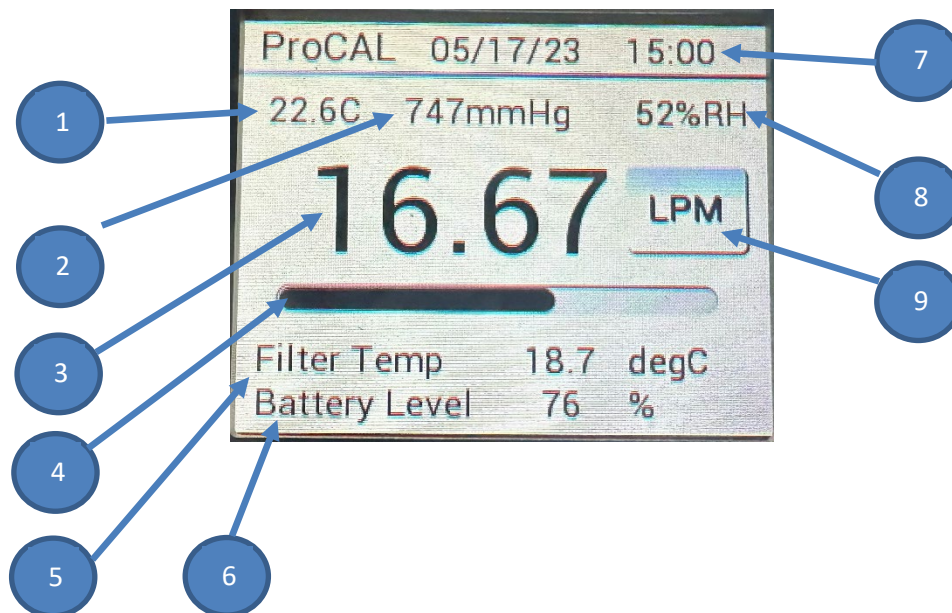 ProCAL 05/17/23 15:00
22.6C 747mmHg 52%RH
16.67 LPM
Filter Temp 18.7 degC
Battery Level 76 %
1
2
3
4
5
6
7
8
9